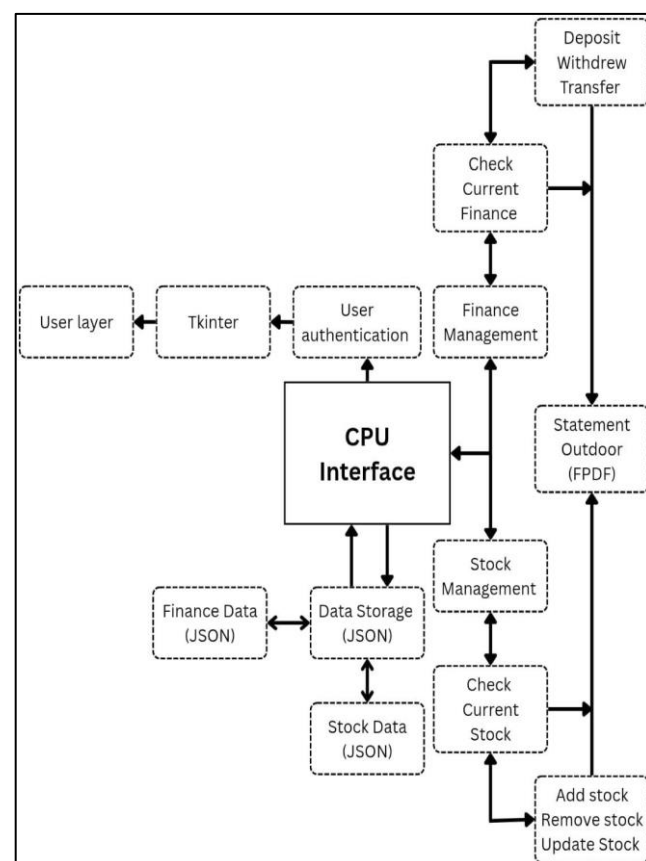 Deposit
Withdrew
Transfer
Check
Current
Finance
User layer
Tkinter
User
authentication
Finance
Management
CPU
Interface
Statement
Outdoor
(FPDF)
Stock
Management
Finance Data
(JSON)
Data Storage
(JSON)
Check
Current
Stock
Stock Data
(JSON)
Add stock
Remove stock
Update Stock